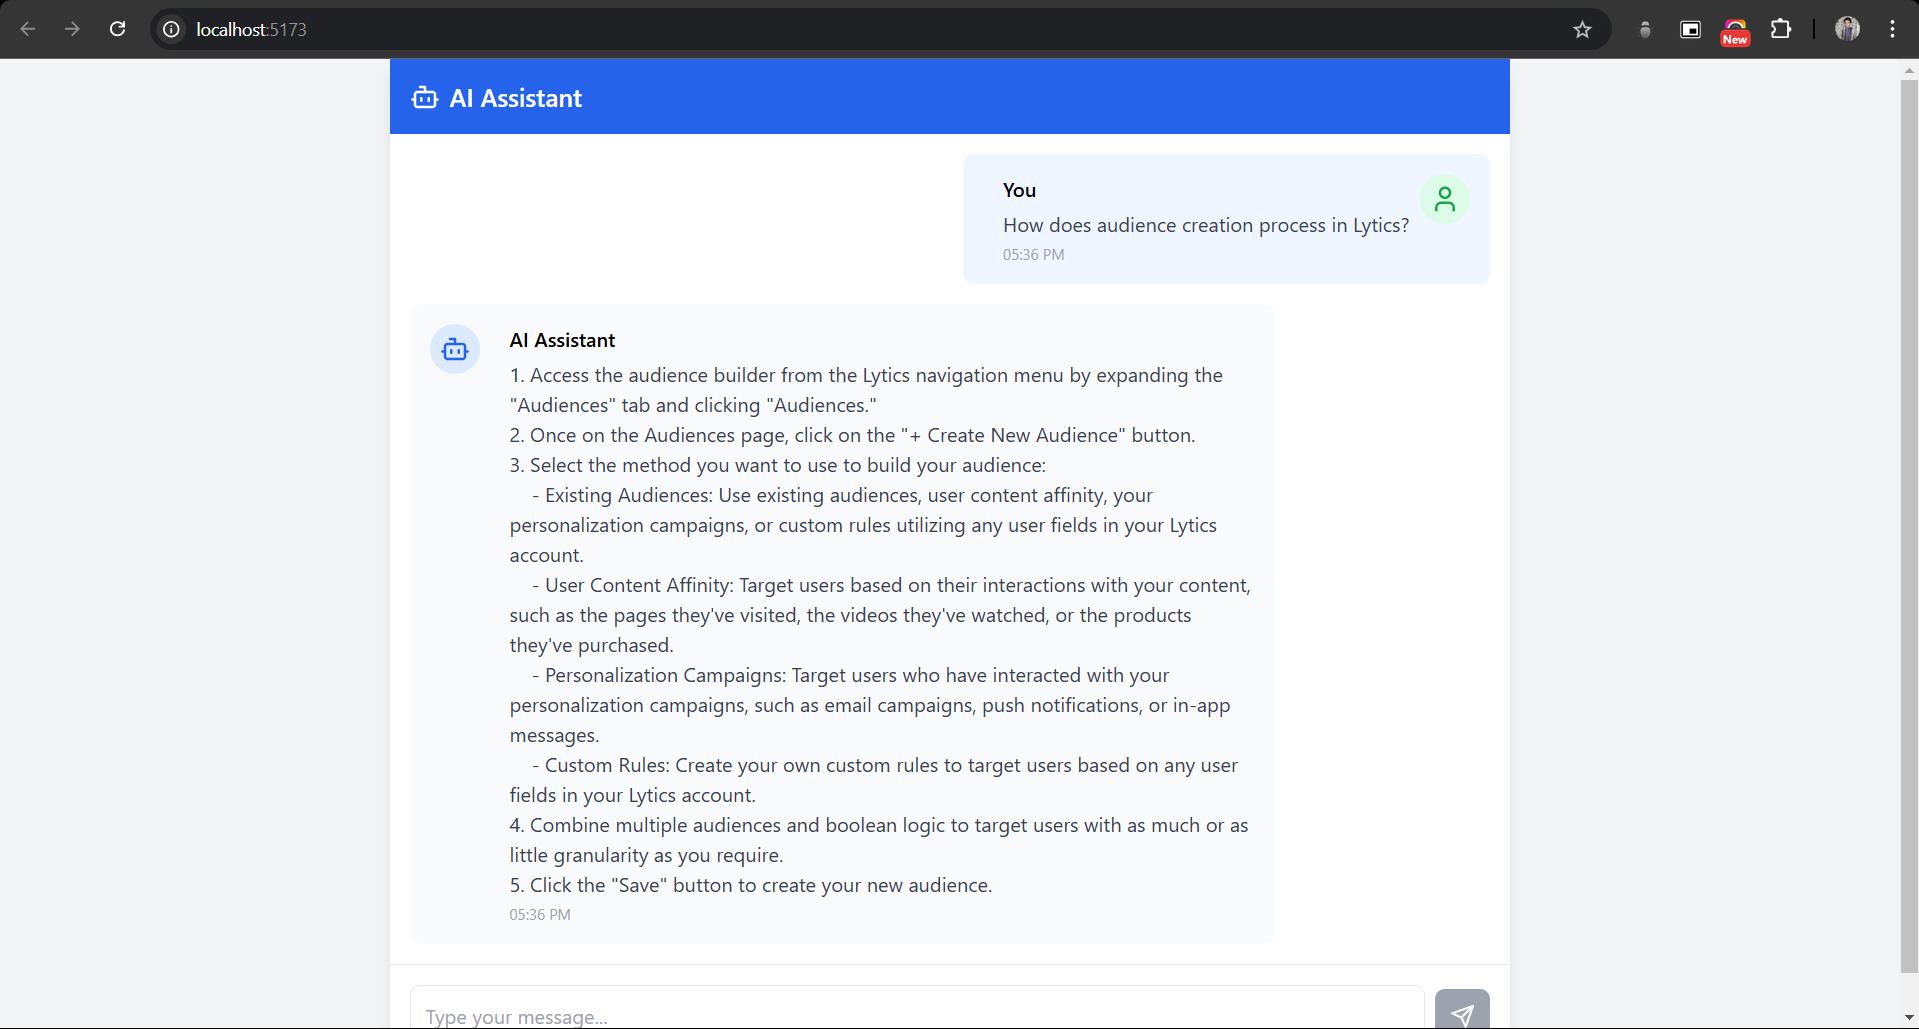 localhost:5173
New
AI Assistant
You
How does audience creation process in Lytics?
05:36 PM
AI Assistant
1. Access the audience builder from the Lytics navigation menu by expanding the
"Audiences" tab and clicking "Audiences."
2. Once on the Audiences page, click on the "+ Create New Audience" button.
3. Select the method you want to use to build your audience:
- Existing Audiences: Use existing audiences, user content affinity, your
personalization campaigns, or custom rules utilizing any user fields in your Lytics
account.
- User Content Affinity: Target users based on their interactions with your content,
such as the pages they've visited, the videos they've watched, or the products
they've purchased.
- Personalization Campaigns: Target users who have interacted with your
personalization campaigns, such as email campaigns, push notifications, or in-app
messages.
- Custom Rules: Create your own custom rules to target users based on any user
fields in your Lytics account.
4. Combine multiple audiences and boolean logic to target users with as much or as
little granularity as you require.
5. Click the "Save" button to create your new audience.
05:36 PM
Type your message...